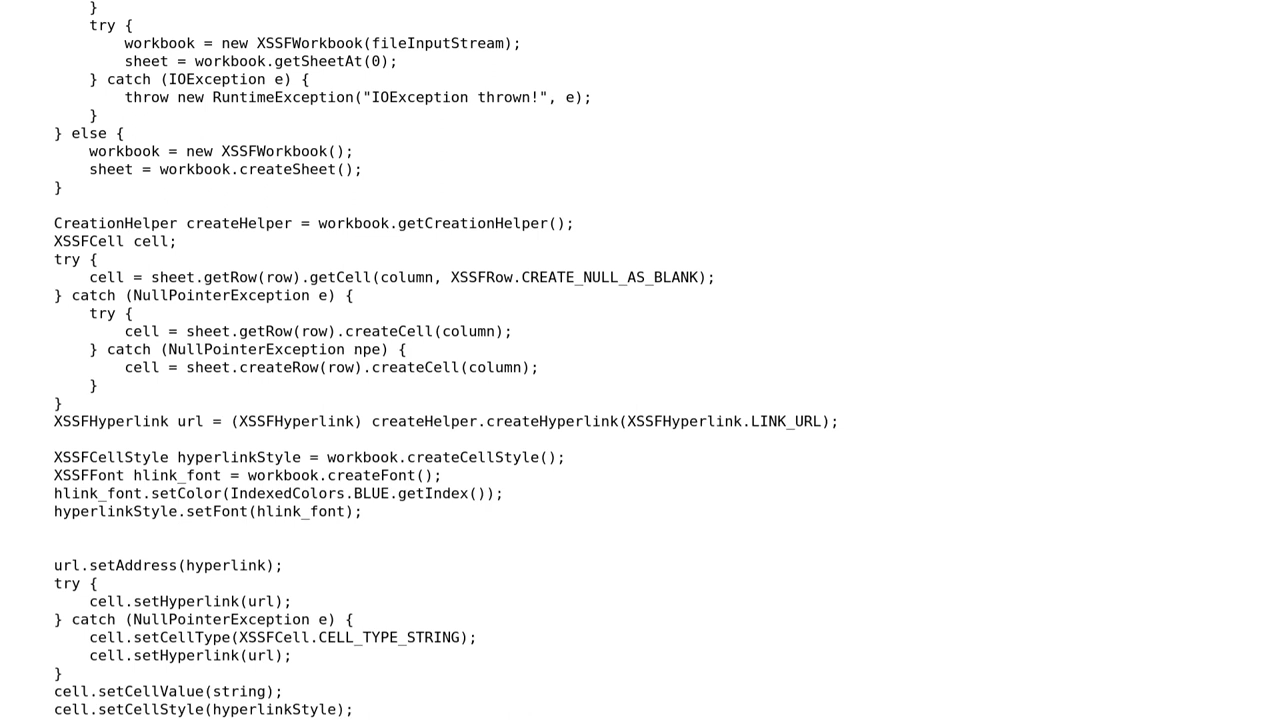 }
    try {
        workbook = new XSSFWorkbook(fileInputStream);
        sheet = workbook.getSheetAt(0);
    } catch (IOException e) {
        throw new RuntimeException("IOException thrown!", e);
    }
} else {
    workbook = new XSSFWorkbook();
    sheet = workbook.createSheet();
}

CreationHelper createHelper = workbook.getCreationHelper();
XSSFCell cell;
try {
    cell = sheet.getRow(row).getCell(column, XSSFRow.CREATE_NULL_AS_BLANK);
} catch (NullPointerException e) {
    try {
        cell = sheet.getRow(row).createCell(column);
    } catch (NullPointerException npe) {
        cell = sheet.createRow(row).createCell(column);
    }
}
XSSFHyperlink url = (XSSFHyperlink) createHelper.createHyperlink(XSSFHyperlink.LINK_URL);

XSSFCellStyle hyperlinkStyle = workbook.createCellStyle();
XSSFFont hlink_font = workbook.createFont();
hlink_font.setColor(IndexedColors.BLUE.getIndex());
hyperlinkStyle.setFont(hlink_font);


url.setAddress(hyperlink);
try {
    cell.setHyperlink(url);
} catch (NullPointerException e) {
    cell.setCellType(XSSFCell.CELL_TYPE_STRING);
    cell.setHyperlink(url);
}
cell.setCellValue(string);
cell.setCellStyle(hyperlinkStyle);